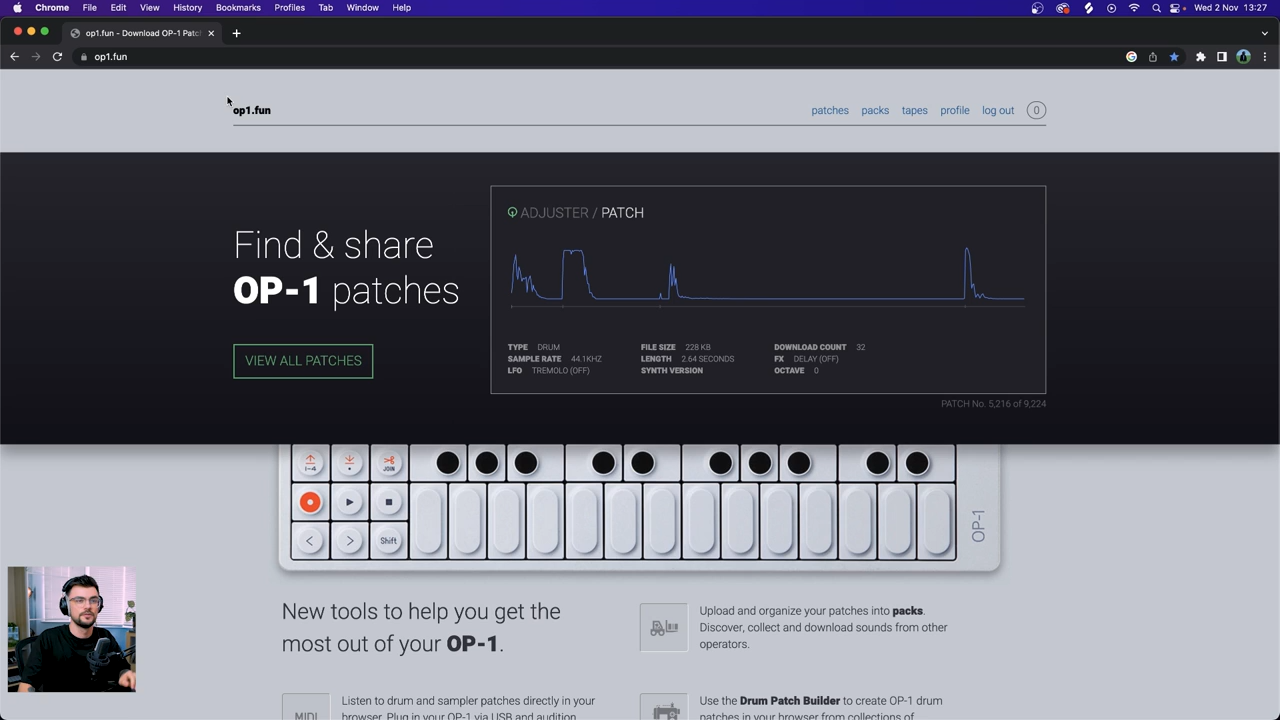 Chrome File Edit View History Bookmarks Profiles Tab Window Help Wed 2 Nov 13:27
op1.fun - Download OP-1 Patc
op1.fun
op1.fun patches packs tapes profile log out 0
Find & share
OP-1 patches
VIEW ALL PATCHES
ADJUSTER / PATCH
TYPE DRUM FILE SIZE 228 KB DOWNLOAD COUNT 32
SAMPLE RATE 44.1KHZ LENGTH 2.64 SECONDS FX DELAY (OFF)
LFO TREMOLO (OFF) SYNTH VERSION OCTAVE 0
PATCH No. 5,216 of 9,224
1-4
JOIN
Shift
OP-1
New tools to help you get the
most out of your OP-1.
Upload and organize your patches into packs.
Discover, collect and download sounds from other
operators.
MIDI
Listen to drum and sampler patches directly in your
browser. Plug in your OP-1 via USB and audition
Use the Drum Patch Builder to create OP-1 drum
patches in your browser from collections of